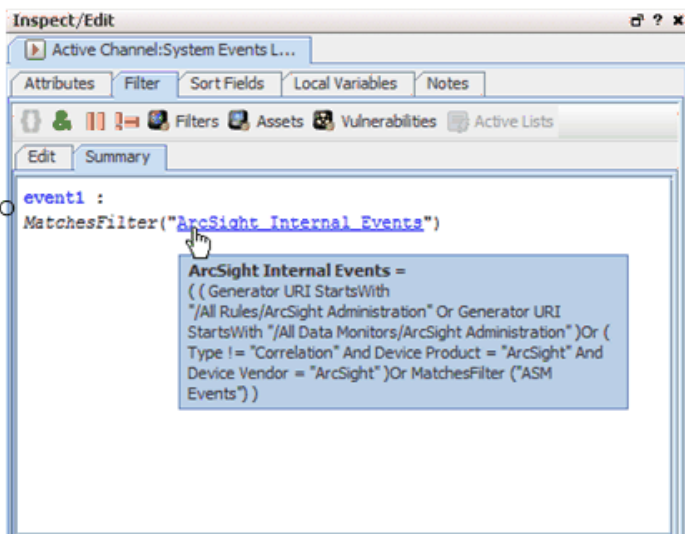 Inspect/Edit
Active Channel:System Events L...
Attributes Filter Sort Fields Local Variables Notes
Filters Assets Vulnerabilities Active Lists
Edit Summary
event1 :
MatchesFilter("ArcSight Internal Events")
ArcSight Internal Events =
( ( Generator URI StartsWith
"/All Rules/ArcSight Administration" Or Generator URI
StartsWith "/All Data Monitors/ArcSight Administration" )Or (
Type != "Correlation" And Device Product = "ArcSight" And
Device Vendor = "ArcSight" )Or MatchesFilter ("ASM
Events") )